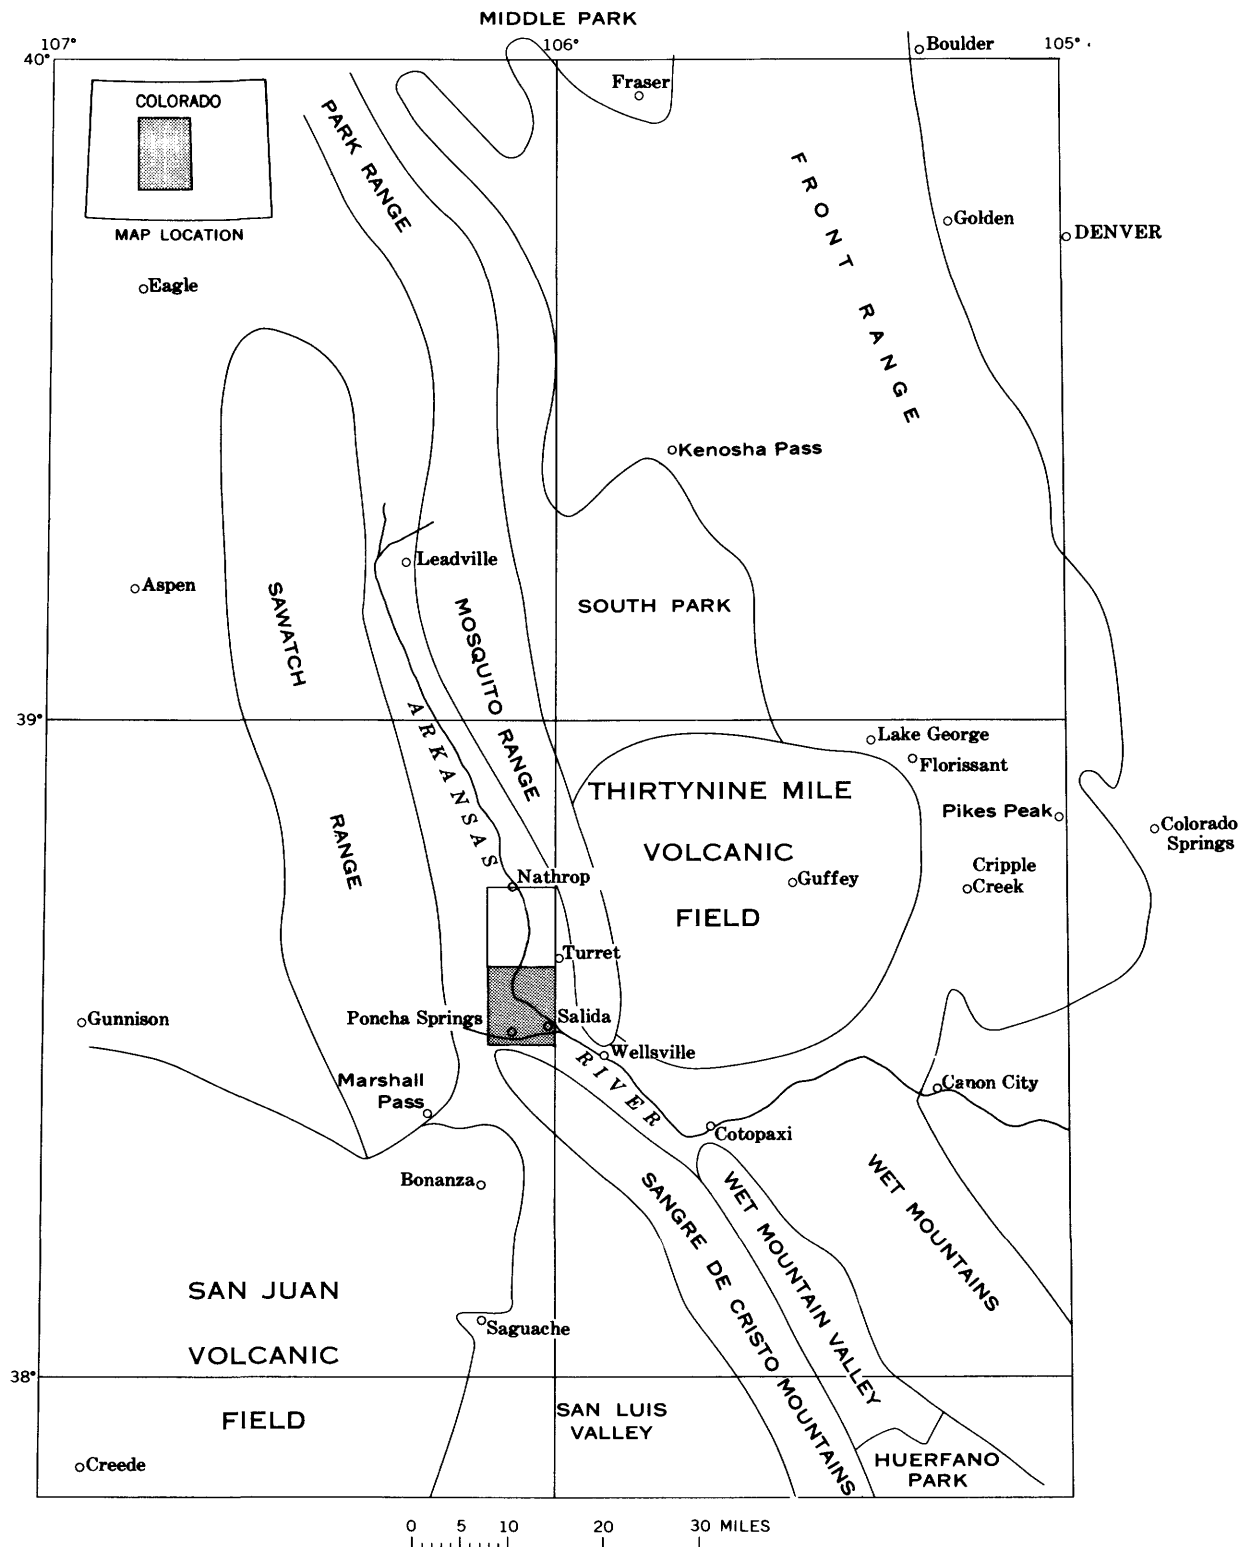 MIDDLE PARK
107°
106°
105°
40°
Boulder
Fraser
COLORADO
MAP LOCATION
PARK RANGE
FRONT RANGE
Golden
DENVER
Eagle
Kenosha Pass
Leadville
Aspen
SAWATCH
RANGE
MOSQUITO RANGE
SOUTH PARK
39°
ARKANSAS
RIVER
Lake George
Florissant
THIRTYNINE MILE
VOLCANIC
FIELD
Pikes Peak
Colorado
Springs
Cripple
Creek
Guffey
Nathrop
Turret
Gunnison
Poncha Springs
Salida
Wellsville
Marshall
Pass
Canon City
Cotopaxi
Bonanza
WET MOUNTAINS
SANGRE DE CRISTO MOUNTAINS
WET MOUNTAIN VALLEY
SAN JUAN
VOLCANIC
FIELD
Saguache
38°
SAN LUIS
VALLEY
HUERFANO
PARK
Creede
0 5 10 20 30 MILES